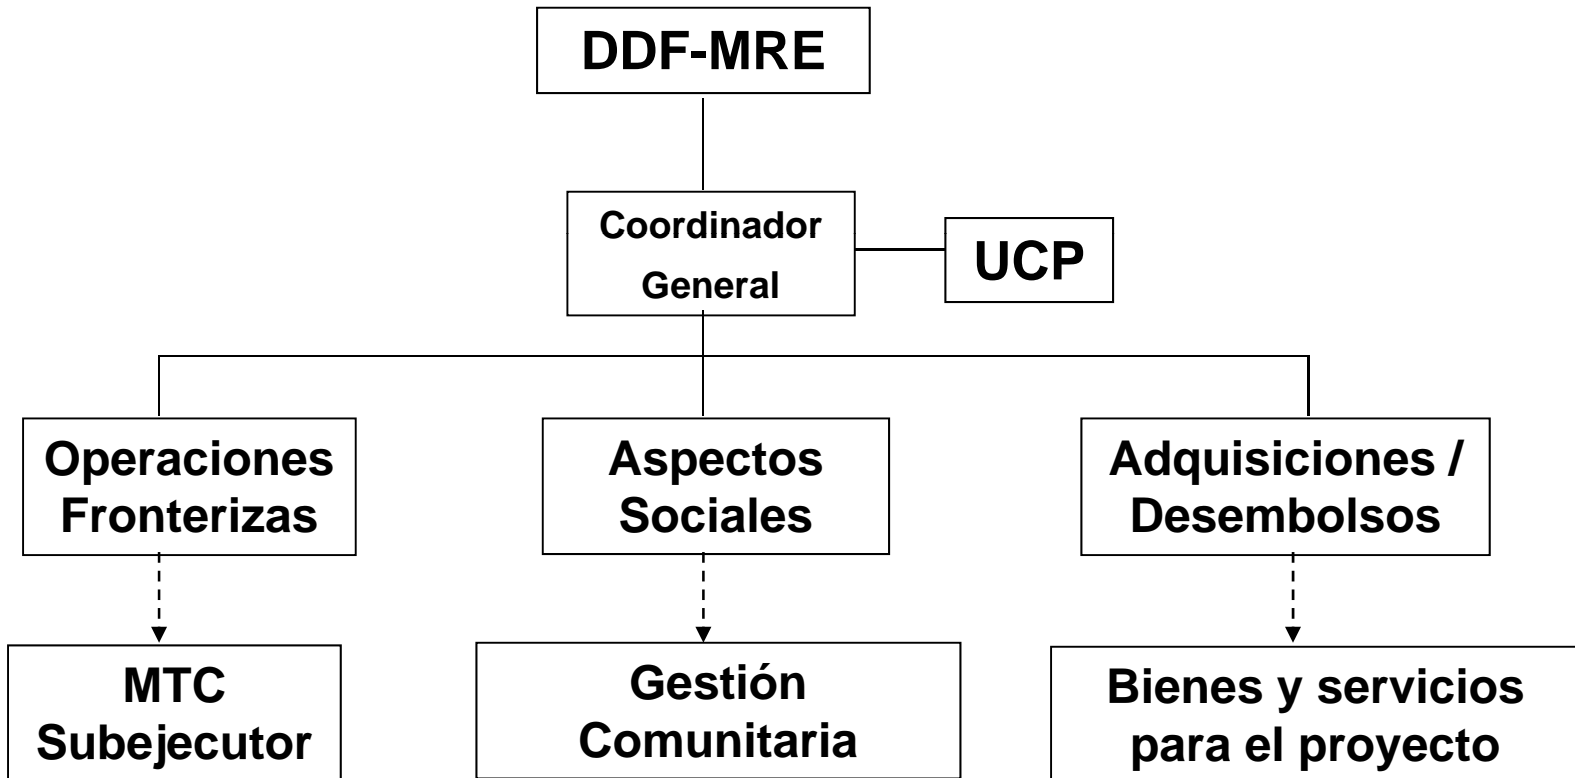 DDF-MRE
Coordinador
General
UCP
Operaciones
Fronterizas
Aspectos
Sociales
Adquisiciones /
Desembolsos
MTC
Subejecutor
Gestión
Comunitaria
Bienes y servicios
para el proyecto